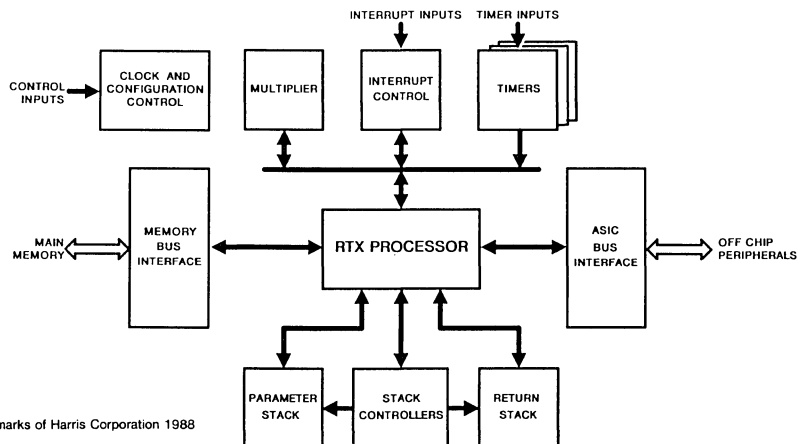 INTERRUPT INPUTS
TIMER INPUTS
CONTROL
INPUTS
CLOCK AND
CONFIGURATION
CONTROL
MULTIPLIER
INTERRUPT
CONTROL
TIMERS
MAIN
MEMORY
MEMORY
BUS
INTERFACE
RTX PROCESSOR
ASIC
BUS
INTERFACE
OFF CHIP
PERIPHERALS
PARAMETER
STACK
STACK
CONTROLLERS
RETURN
STACK
marks of Harris Corporation 1988